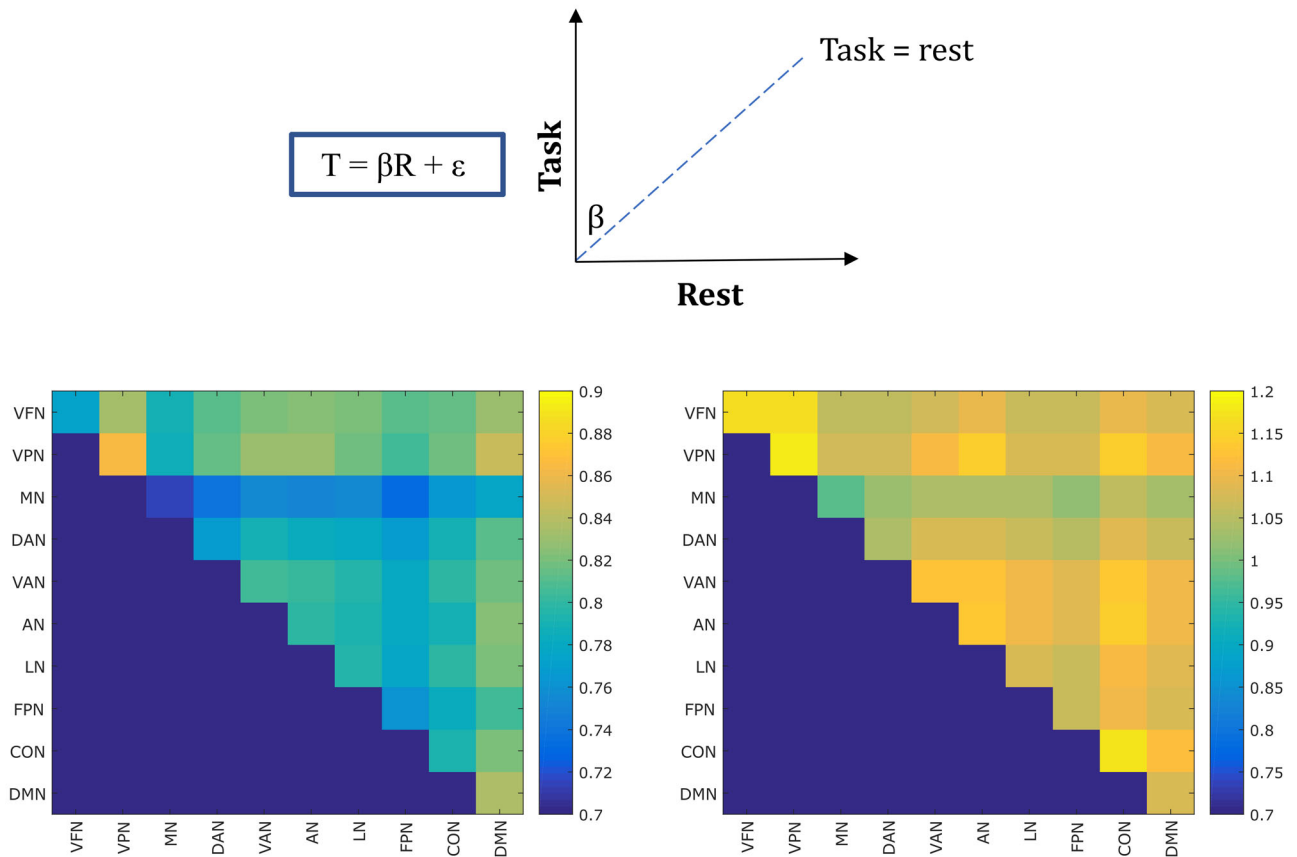 Task = rest
T = βR + ε
Task
β
Rest
VFN
VPN
MN
DAN
VAN
AN
LN
FPN
CON
DMN
VFN VPN MN DAN VAN AN LN FPN CON DMN
0.9
0.88
0.86
0.84
0.82
0.8
0.78
0.76
0.74
0.72
0.7
VFN
VPN
MN
DAN
VAN
AN
LN
FPN
CON
DMN
VFN VPN MN DAN VAN AN LN FPN CON DMN
1.2
1.15
1.1
1.05
1
0.95
0.9
0.85
0.8
0.75
0.7